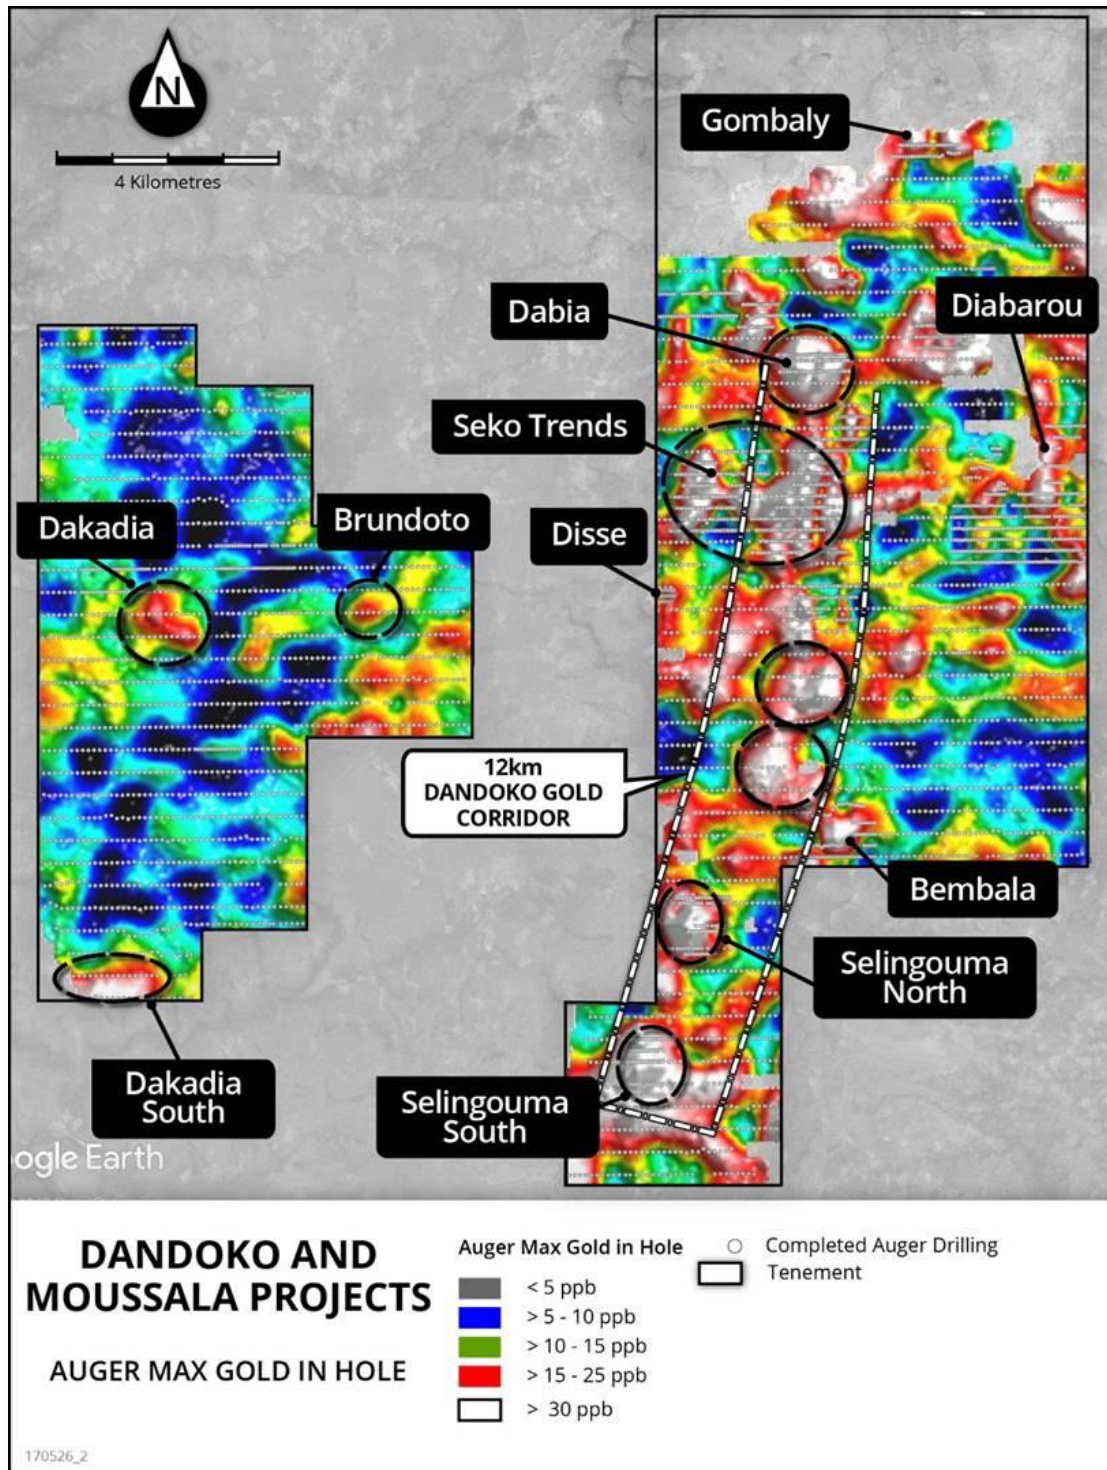 N
4 Kilometres
Gombaly
Dabia
Diabarou
Seko Trends
Dakadia
Brundoto
Disse
12km
DANDOKO GOLD
CORRIDOR
Bembala
Selingouma
North
Dakadia
South
Selingouma
South
ogle Earth
DANDOKO AND
MOUSSALA PROJECTS
AUGER MAX GOLD IN HOLE
Auger Max Gold in Hole
< 5 ppb
> 5 - 10 ppb
> 10 - 15 ppb
> 15 - 25 ppb
> 30 ppb
Completed Auger Drilling
Tenement
170526_2